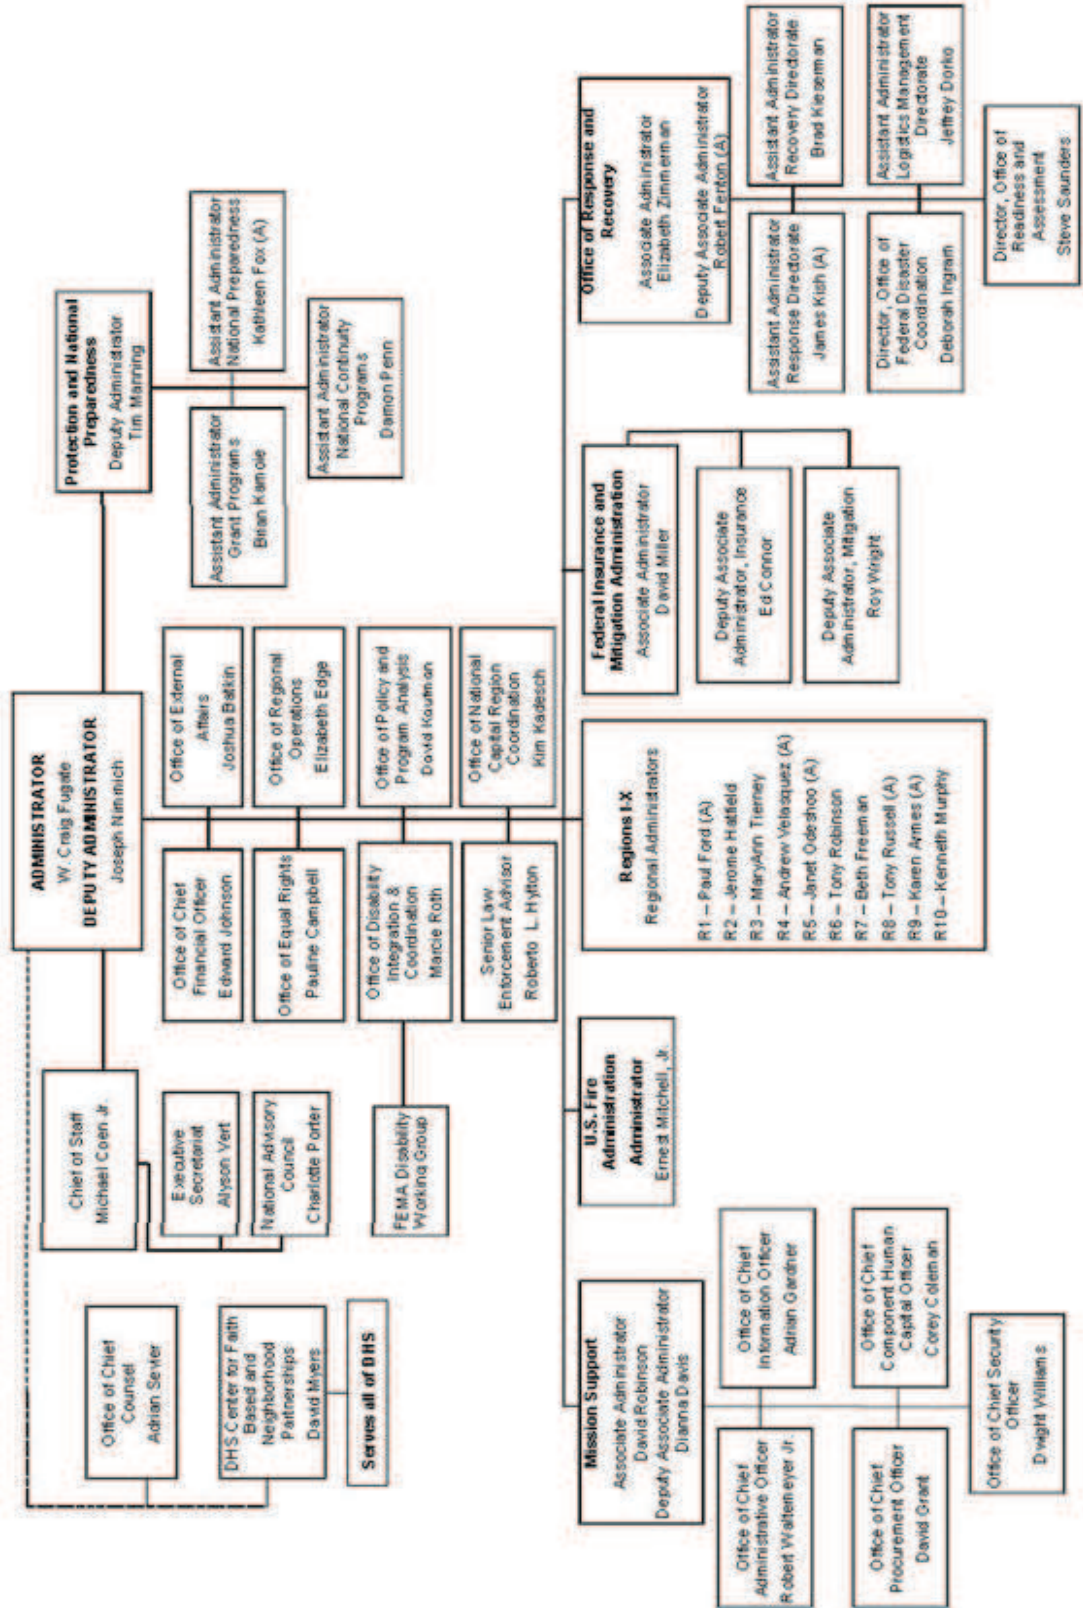 ADMINISTRATOR
W. Craig Fugate
DEPUTY ADMINISTRATOR
Joseph Nimmich
Chief of Staff
Michael Coen Jr.
Protection and National
Preparedness
Deputy Administrator
Tim Manning
Office of Chief
Counsel
Adrian Sever
DHS Center for Faith
Based and
Neighborhood
Partnerships
David Myers
Serves all of DHS
Executive
Secretariat
Alyson Vert
National Advisory
Council
Charlotte Porter
FEMA Disability
Working Group
Office of Chief
Financial Officer
Edward Johnson
Office of External
Affairs
Joshua Batkin
Office of Equal Rights
Pauline Campbell
Office of Regional
Operations
Elizabeth Edge
Office of Disability
Integration &
Coordination
Marcie Roth
Office of Policy and
Program Analysis
David Kaufman
Senior Law
Enforcement Advisor
Roberto L. Hylton
Office of National
Capital Region
Coordination
Kim Kadesch
Assistant Administrator
Grant Programs
Brian Kamoie
Assistant Administrator
National Preparedness
Kathleen Fox (A)
Assistant Administrator
National Continuity
Programs
Damon Penn
Mission Support
Associate Administrator
David Robinson
Deputy Associate Administrator
Dianna Davis
Office of Chief
Administrative Officer
Robert Waltemeyer Jr.
Office of Chief
Information Officer
Adrian Gardner
Office of Chief
Procurement Officer
David Grant
Office of Chief
Component Human
Capital Officer
Corey Coleman
Office of Chief Security
Officer
Dwight Williams
U.S. Fire
Administration
Administrator
Ernest Mitchell, Jr.
Regions I-X
Regional Administrators
R1 – Paul Ford (A)
R2 – Jerome Hatfield
R3 – MaryAnn Tierney
R4 – Andrew Velasquez (A)
R5 – Janet Odeshoo (A)
R6 – Tony Robinson
R7 – Beth Freeman
R8 – Tony Russell (A)
R9 – Karen Armes (A)
R10 – Kenneth Murphy
Federal Insurance and
Mitigation Administration
Associate Administrator
David Miller
Deputy Associate
Administrator, Insurance
Ed Connor
Deputy Associate
Administrator, Mitigation
Roy Wright
Office of Response and
Recovery
Associate Administrator
Elizabeth Zimmerman
Deputy Associate Administrator
Robert Fenton (A)
Assistant Administrator
Response Directorate
James Kish (A)
Assistant Administrator
Recovery Directorate
Brad Kieserman
Director, Office of
Federal Disaster
Coordination
Deborah Ingram
Assistant Administrator
Logistics Management
Directorate
Jeffrey Dorko
Director, Office of
Readiness and
Assessment
Steve Saunders